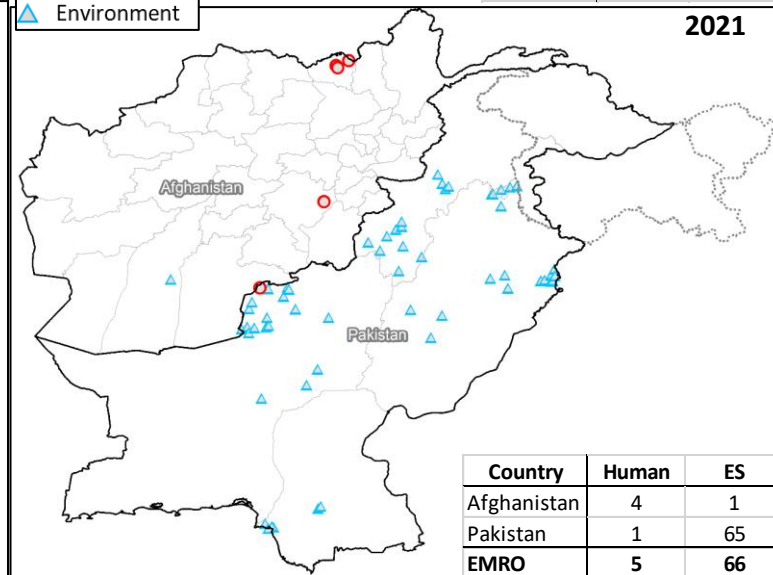 Environment
2021
Afghanistan
Pakistan
Country Human ES
Afghanistan 4 1
Pakistan 1 65
EMRO 5 66